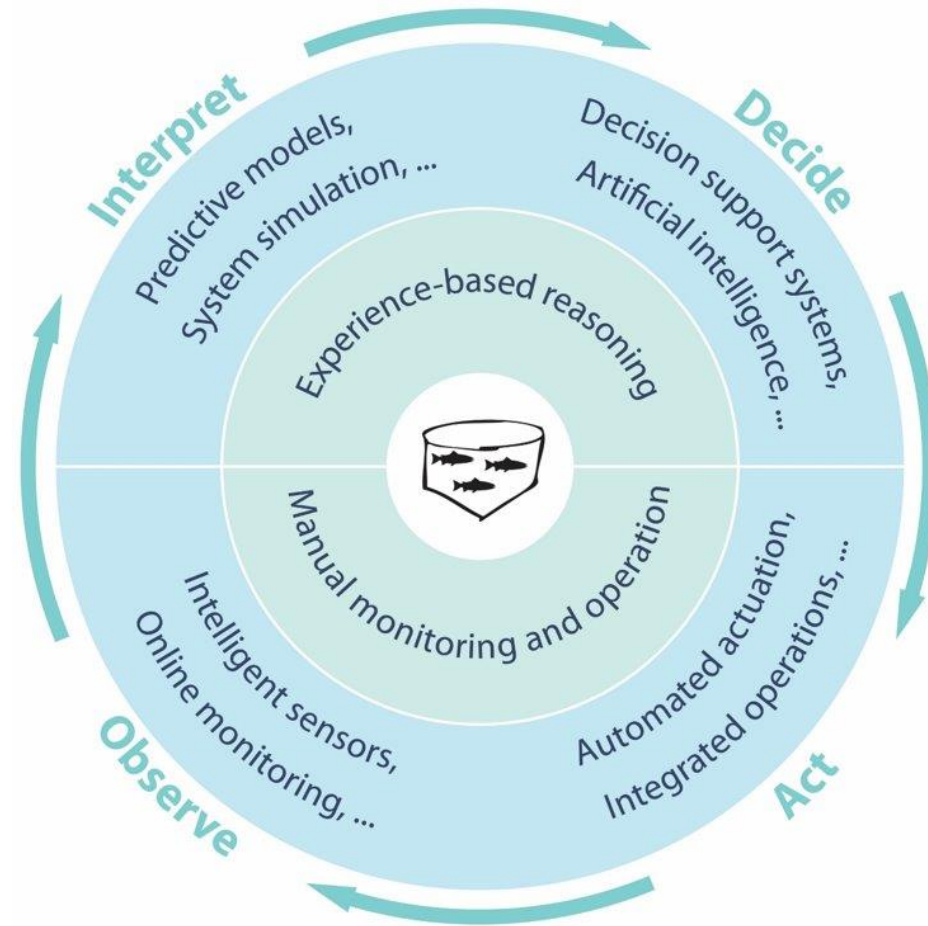 Interpret
Predictive models,
System simulation, ...
Decide
Decision support systems,
Artificial intelligence, ...
Experience-based reasoning
Manual monitoring and operation
Observe
Intelligent sensors,
Online monitoring, ...
Act
Automated actuation,
Integrated operations, ...